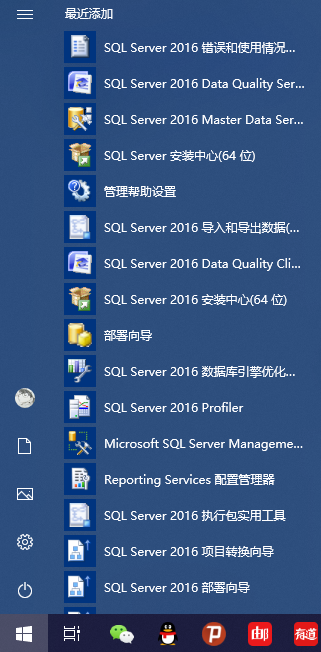 最近添加
SQL Server 2016 错误和使用情况...
SQL Server 2016 Data Quality Ser...
SQL Server 2016 Master Data Ser...
SQL Server 安装中心(64 位)
管理帮助设置
SQL Server 2016 导入和导出数据(...
SQL Server 2016 Data Quality Cli...
SQL Server 2016 安装中心(64 位)
部署向导
SQL Server 2016 数据库引擎优化...
SQL Server 2016 Profiler
Microsoft SQL Server Manageme...
Reporting Services 配置管理器
SQL Server 2016 执行包实用工具
SQL Server 2016 项目转换向导
SQL Server 2016 部署向导
P
邮
有道